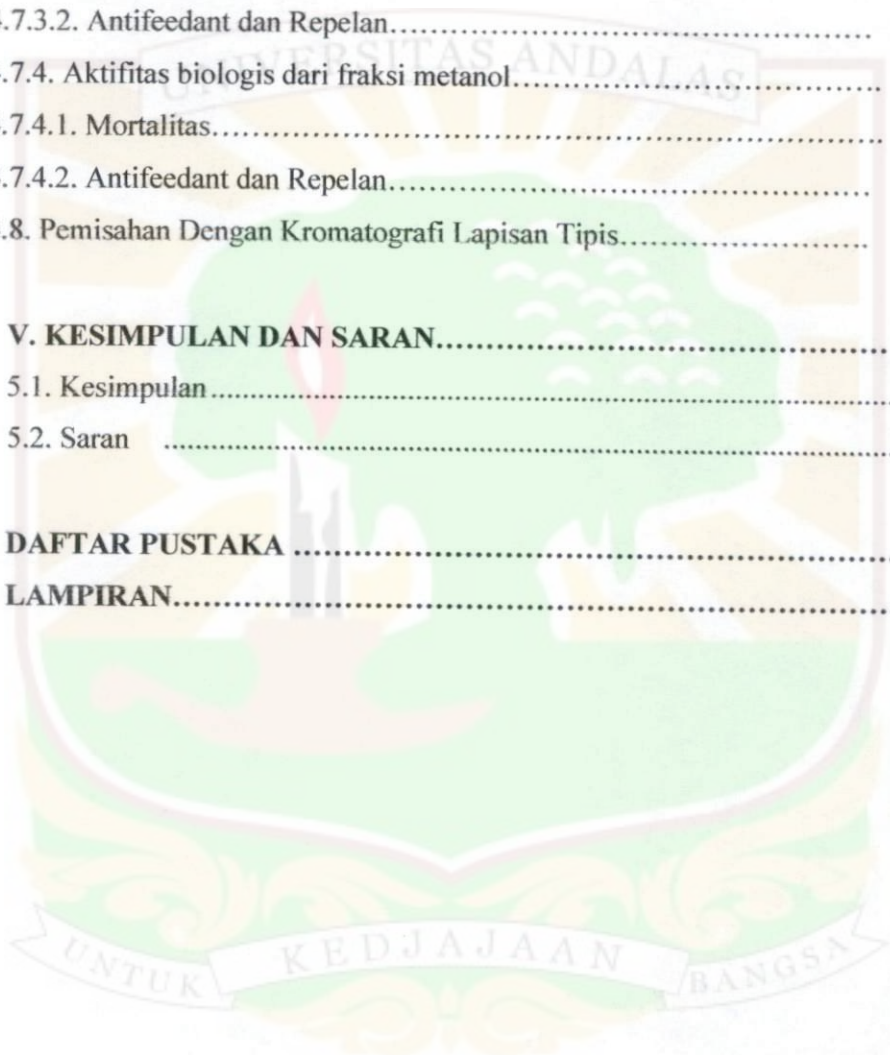 .7.3.2. Antifeedant dan Repelan................................................
.7.4. Aktifitas biologis dari fraksi metanol.....................................
.7.4.1. Mortalitas...................................................................
.7.4.2. Antifeedant dan Repelan................................................
.8. Pemisahan Dengan Kromatografi Lapisan Tipis.........................
V. KESIMPULAN DAN SARAN..............................................
5.1. Kesimpulan.....................................................................
5.2. Saran ...........................................................................
DAFTAR PUSTAKA ............................................................
LAMPIRAN........................................................................
UNIVERSITAS ANDALAS
UNTUK KEDJAJAAN BANGSA